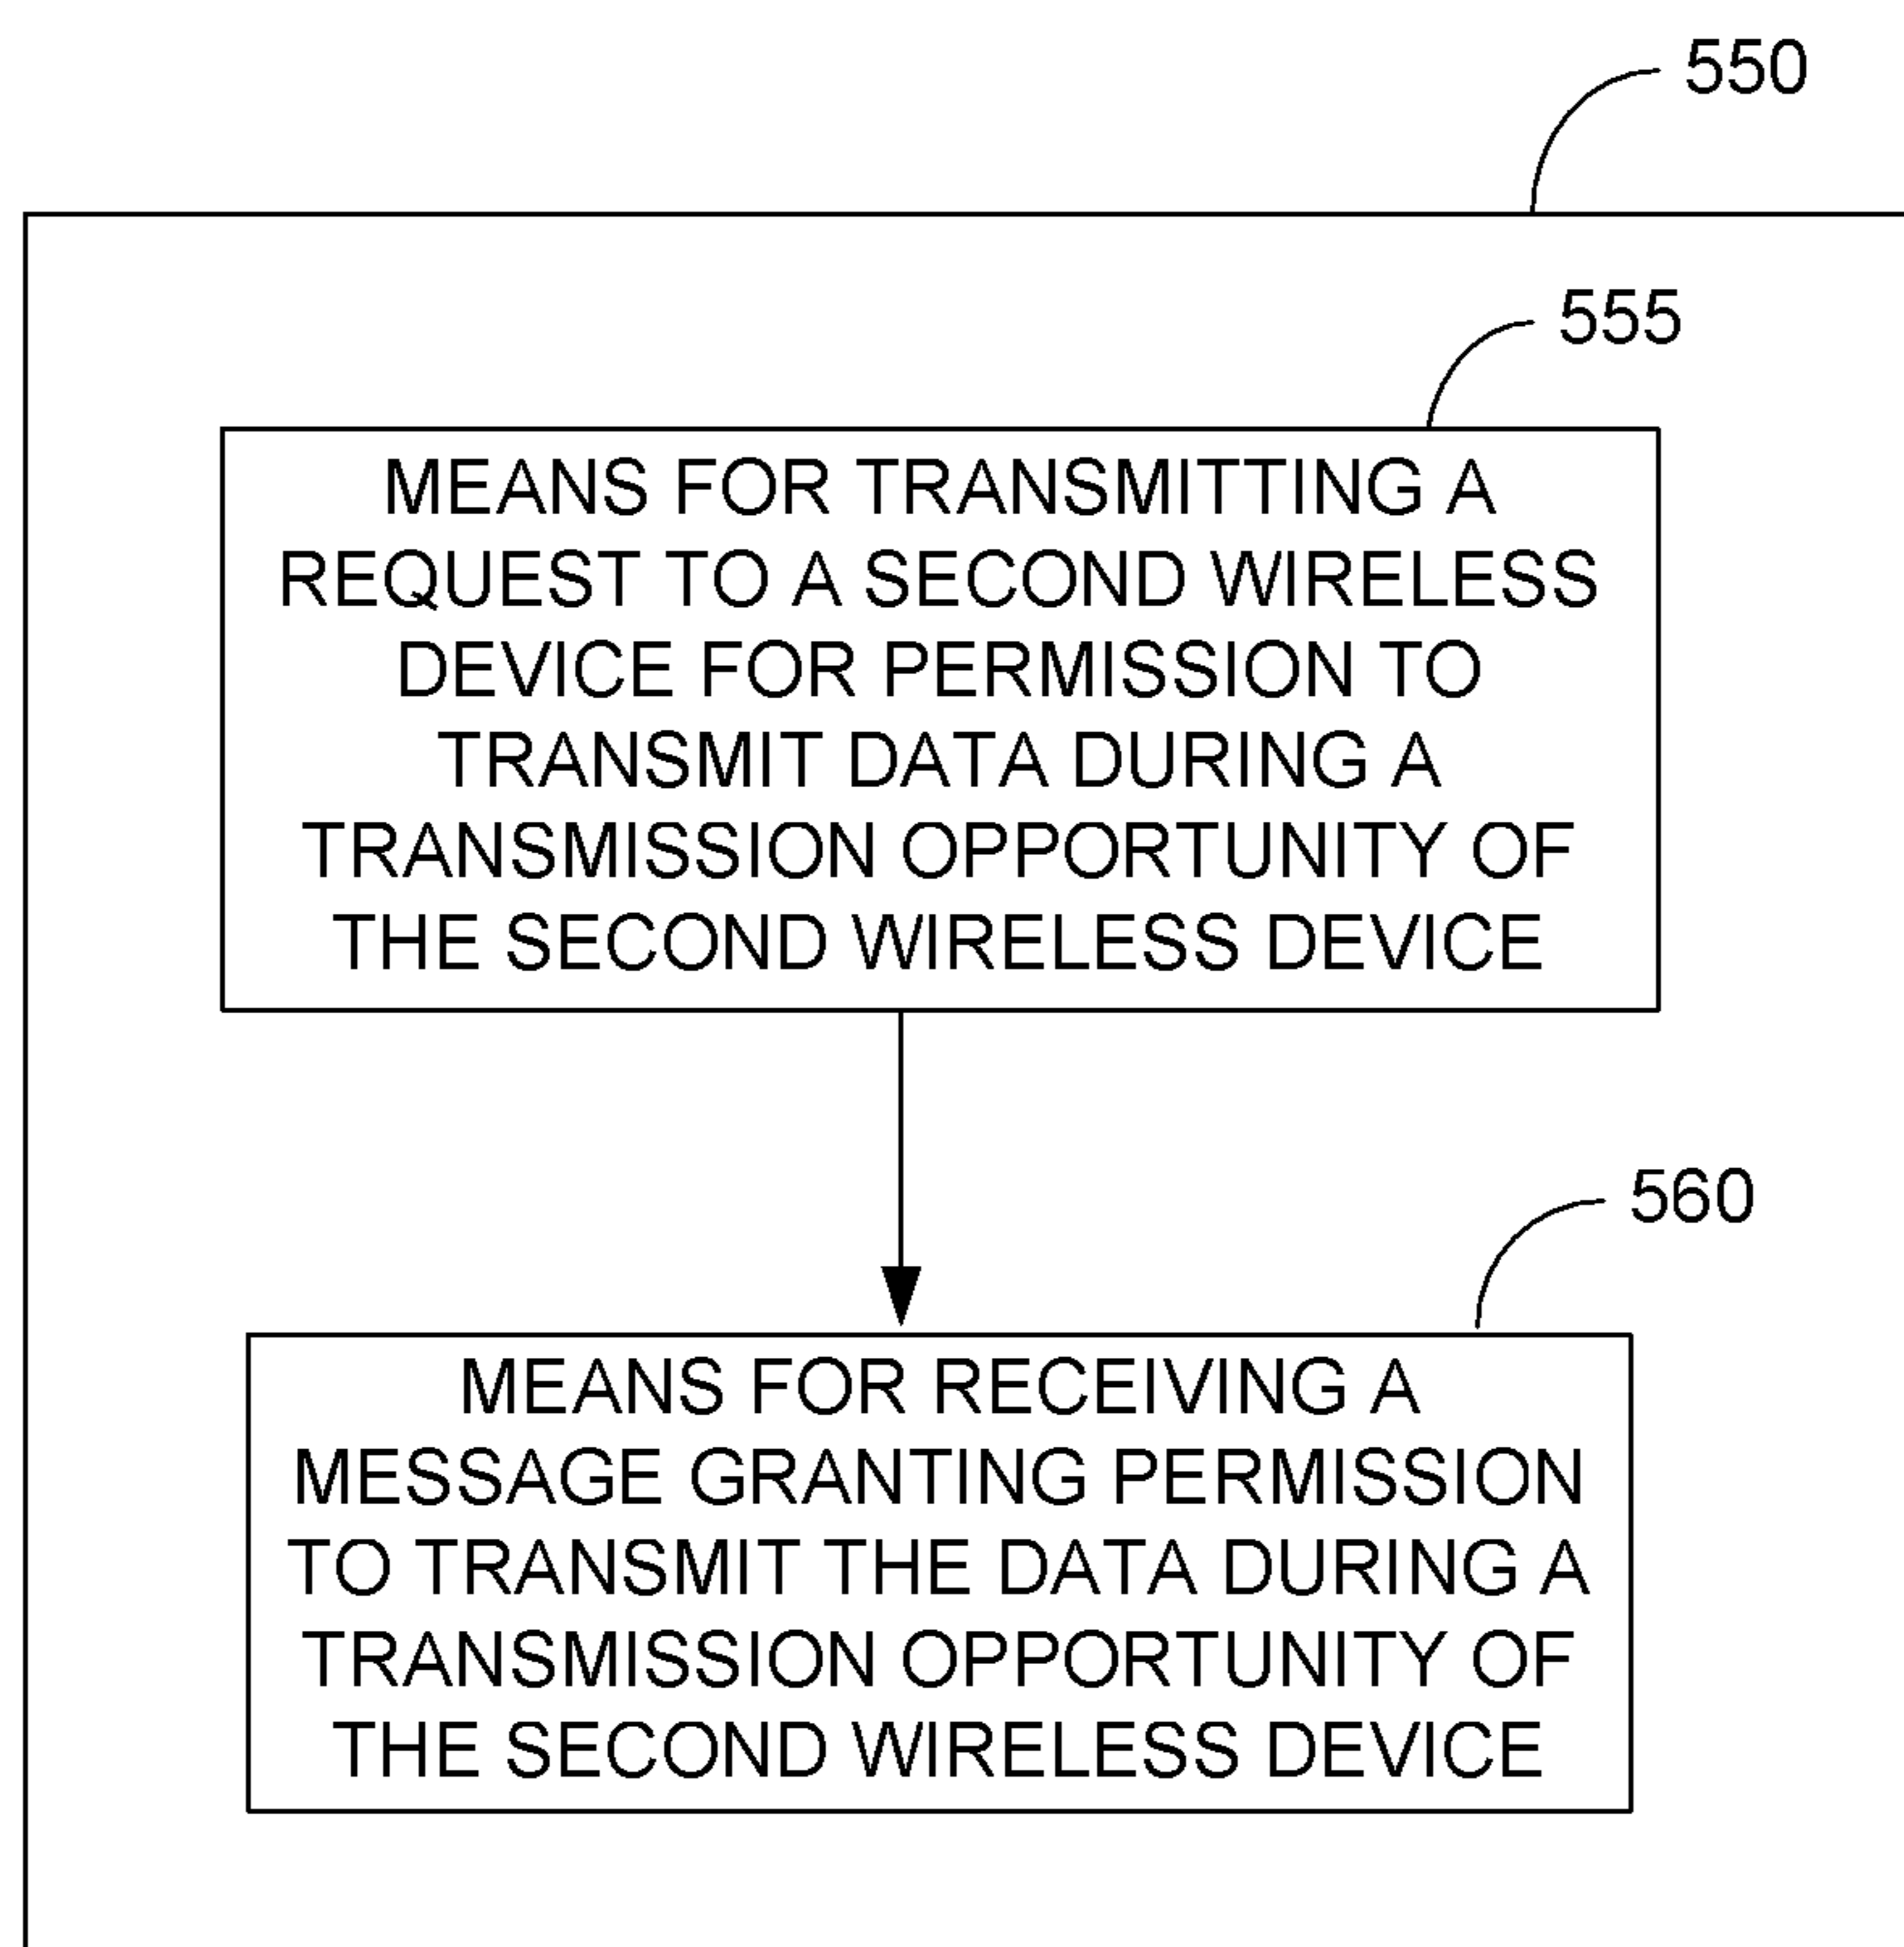 550
555
MEANS FOR TRANSMITTING A
REQUEST TO A SECOND WIRELESS
DEVICE FOR PERMISSION TO
TRANSMIT DATA DURING A
TRANSMISSION OPPORTUNITY OF
THE SECOND WIRELESS DEVICE
560
MEANS FOR RECEIVING A
MESSAGE GRANTING PERMISSION
TO TRANSMIT THE DATA DURING A
TRANSMISSION OPPORTUNITY OF
THE SECOND WIRELESS DEVICE